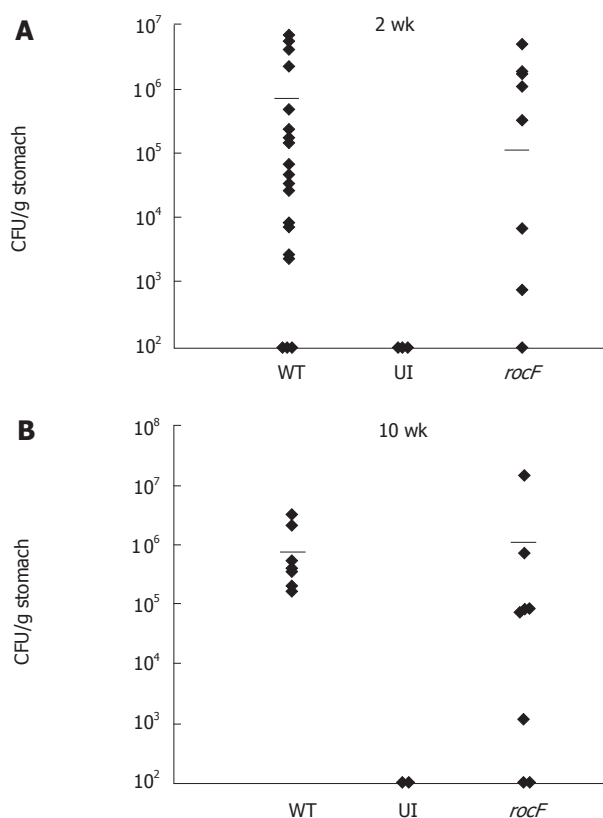 A
2 wk
CFU/g stomach
10⁷
10⁶
10⁵
10⁴
10³
10²
WT
UI
rocF
B
10 wk
CFU/g stomach
10⁸
10⁷
10⁶
10⁵
10⁴
10³
10²
WT
UI
rocF